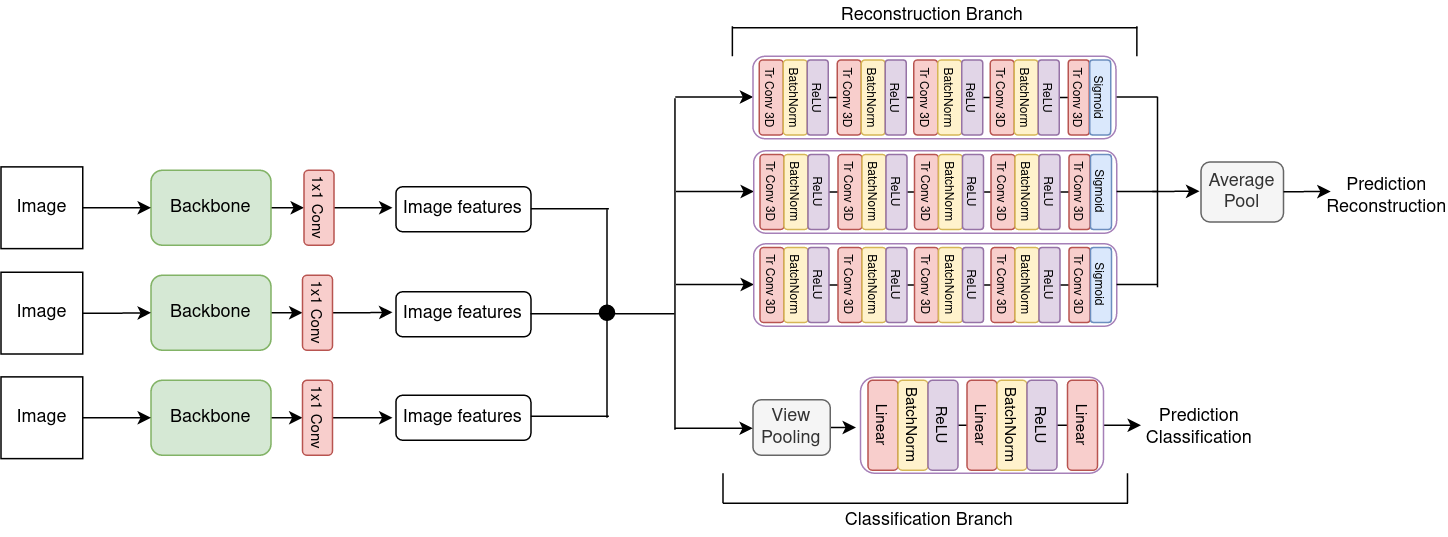 Reconstruction Branch
Tr Conv 3D
BatchNorm
ReLU
Tr Conv 3D
BatchNorm
ReLU
Tr Conv 3D
BatchNorm
ReLU
Tr Conv 3D
BatchNorm
ReLU
Tr Conv 3D
Sigmoid
Tr Conv 3D
BatchNorm
ReLU
Tr Conv 3D
BatchNorm
ReLU
Tr Conv 3D
BatchNorm
ReLU
Tr Conv 3D
BatchNorm
ReLU
Tr Conv 3D
Sigmoid
Tr Conv 3D
BatchNorm
ReLU
Tr Conv 3D
BatchNorm
ReLU
Tr Conv 3D
BatchNorm
ReLU
Tr Conv 3D
BatchNorm
ReLU
Tr Conv 3D
Sigmoid
Average
Pool
Prediction
Reconstruction
Image
Backbone
1x1 Conv
Image features
Image
Backbone
1x1 Conv
Image features
Image
Backbone
1x1 Conv
Image features
View
Pooling
Linear
BatchNorm
ReLU
Linear
BatchNorm
ReLU
Linear
Prediction
Classification
Classification Branch